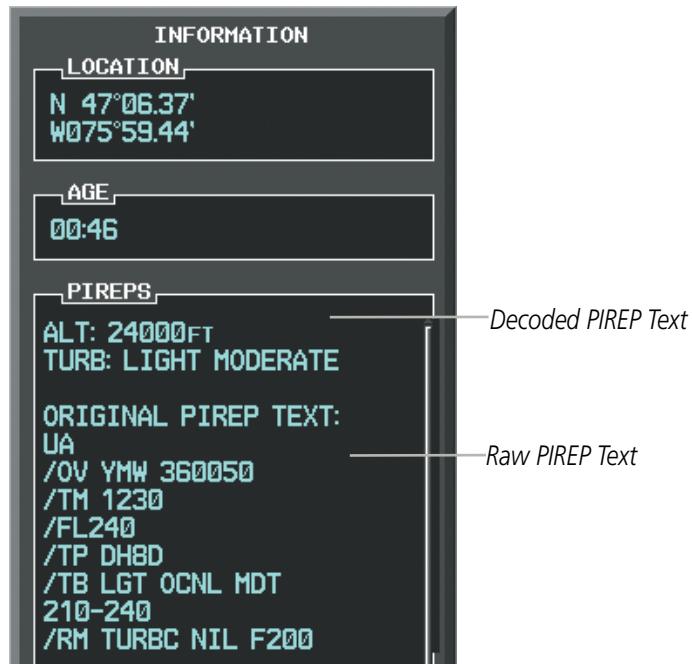 INFORMATION
LOCATION
N 47°06.37'
W075°59.44'
AGE
00:46
PIREPS
ALT: 24000FT
TURB: LIGHT MODERATE
ORIGINAL PIREP TEXT:
UA
/OV YMW 360050
/TM 1230
/FL240
/TP DH8D
/TB LGT OCNL MDT
210-240
/RM TURBC NIL F200
Decoded PIREP Text
Raw PIREP Text